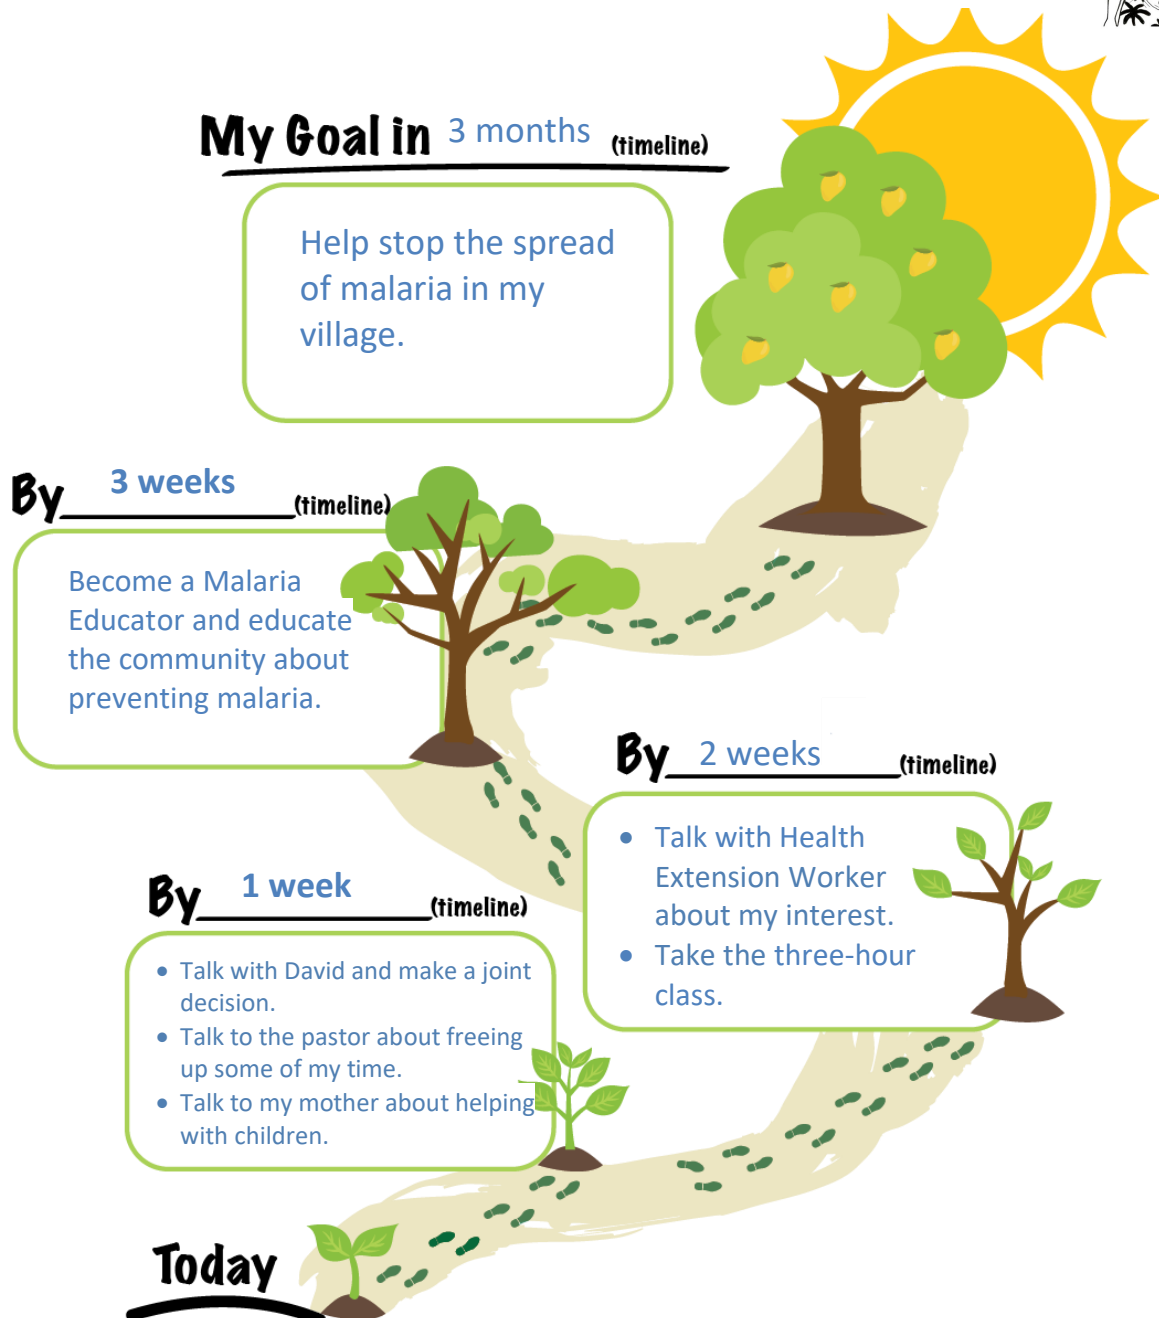 My Goal in 3 months (timeline)
Help stop the spread
of malaria in my
village.
By 3 weeks (timeline)
Become a Malaria
Educator and educate
the community about
preventing malaria.
By 2 weeks (timeline)
• Talk with Health
Extension Worker
about my interest.
• Take the three-hour
class.
By 1 week (timeline)
• Talk with David and make a joint
decision.
• Talk to the pastor about freeing
up some of my time.
• Talk to my mother about helping
with children.
Today